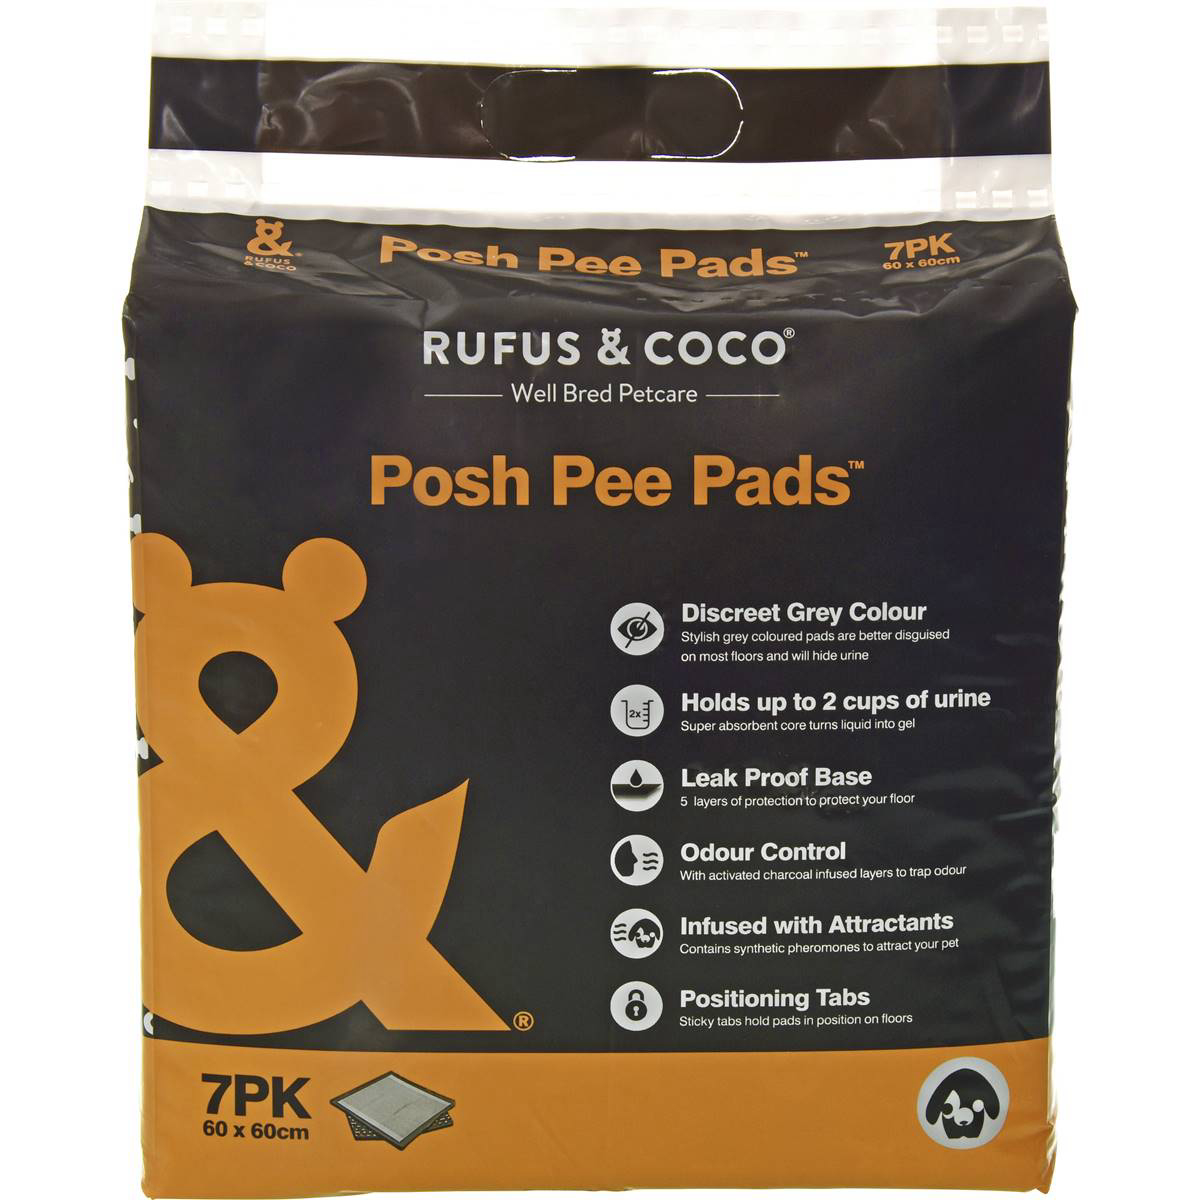 & ®
RUFUS
& COCO
Posh Pee Pads™
7PK
60 x 60cm
RUFUS & COCO®
Well Bred Petcare
Posh Pee Pads™
Discreet Grey Colour
Stylish grey coloured pads are better disguised
on most floors and will hide urine
2x
Holds up to 2 cups of urine
Super absorbent core turns liquid into gel
Leak Proof Base
5 layers of protection to protect your floor
Odour Control
With activated charcoal infused layers to trap odour
Infused with Attractants
Contains synthetic pheromones to attract your pet
Positioning Tabs
Sticky tabs hold pads in position on floors
& ®
7PK
60 x 60cm